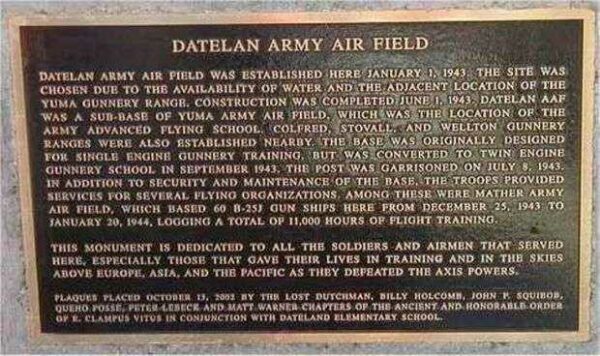 DATELAN ARMY AIR FIELD
DATELAN ARMY AIR FIELD WAS ESTABLISHED HERE JANUARY 1, 1943. THE SITE WAS
CHOSEN DUE TO THE AVAILABILITY OF WATER AND THE ADJACENT LOCATION OF THE
YUMA GUNNERY RANGE. CONSTRUCTION WAS COMPLETED JUNE 1, 1943. DATELAN AAF
WAS A SUB-BASE OF YUMA ARMY AIR FIELD, WHICH WAS THE LOCATION OF THE
ARMY ADVANCED FLYING SCHOOL. COLFRED, STOVALL, AND WELLTON GUNNERY
RANGES WERE ALSO ESTABLISHED NEARBY. THE BASE WAS ORIGINALLY DESIGNED
FOR SINGLE ENGINE GUNNERY TRAINING, BUT WAS CONVERTED TO TWIN ENGINE
GUNNERY SCHOOL IN SEPTEMBER 1943. THE POST WAS GARRISONED ON JULY 8, 1943.
IN ADDITION TO SECURITY AND MAINTENANCE OF THE BASE, THE TROOPS PROVIDED
SERVICES FOR SEVERAL FLYING ORGANIZATIONS. AMONG THESE WERE MATHER ARMY
AIR FIELD, WHICH BASED 60 B-25J GUN SHIPS HERE FROM DECEMBER 25, 1943 TO
JANUARY 20, 1944, LOGGING A TOTAL OF 11,000 HOURS OF FLIGHT TRAINING.
THIS MONUMENT IS DEDICATED TO ALL THE SOLDIERS AND AIRMEN THAT SERVED
HERE, ESPECIALLY THOSE THAT GAVE THEIR LIVES IN TRAINING AND IN THE SKIES
ABOVE EUROPE, ASIA, AND THE PACIFIC AS THEY DEFEATED THE AXIS POWERS.
PLAQUES PLACED OCTOBER 13, 2002 BY THE LOST DUTCHMAN, BILLY HOLCOMB, JOHN P. SQUIBOB,
QUEHO POSSE, PETER LEBECK AND MATT WARNER CHAPTERS OF THE ANCIENT AND HONORABLE ORDER
OF E. CLAMPUS VITUS IN CONJUNCTION WITH DATELAND ELEMENTARY SCHOOL.